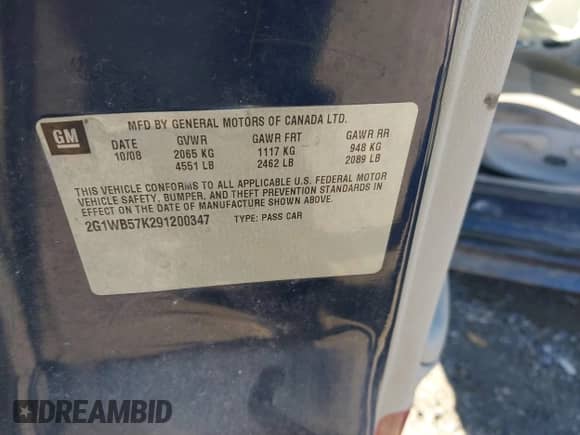 GM
MFD BY GENERAL MOTORS OF CANADA LTD.
DATE GVWR GAWR FRT GAWR RR
10/08 2065 KG 1117 KG 948 KG
4551 LB 2462 LB 2089 LB
THIS VEHICLE CONFORMS TO ALL APPLICABLE U.S. FEDERAL MOTOR
VEHICLE SAFETY, BUMPER, AND THEFT PREVENTION STANDARDS IN
EFFECT ON THE DATE OF MANUFACTURE SHOWN ABOVE.
2G1WB57K291200347 TYPE: PASS CAR
DREAMBID